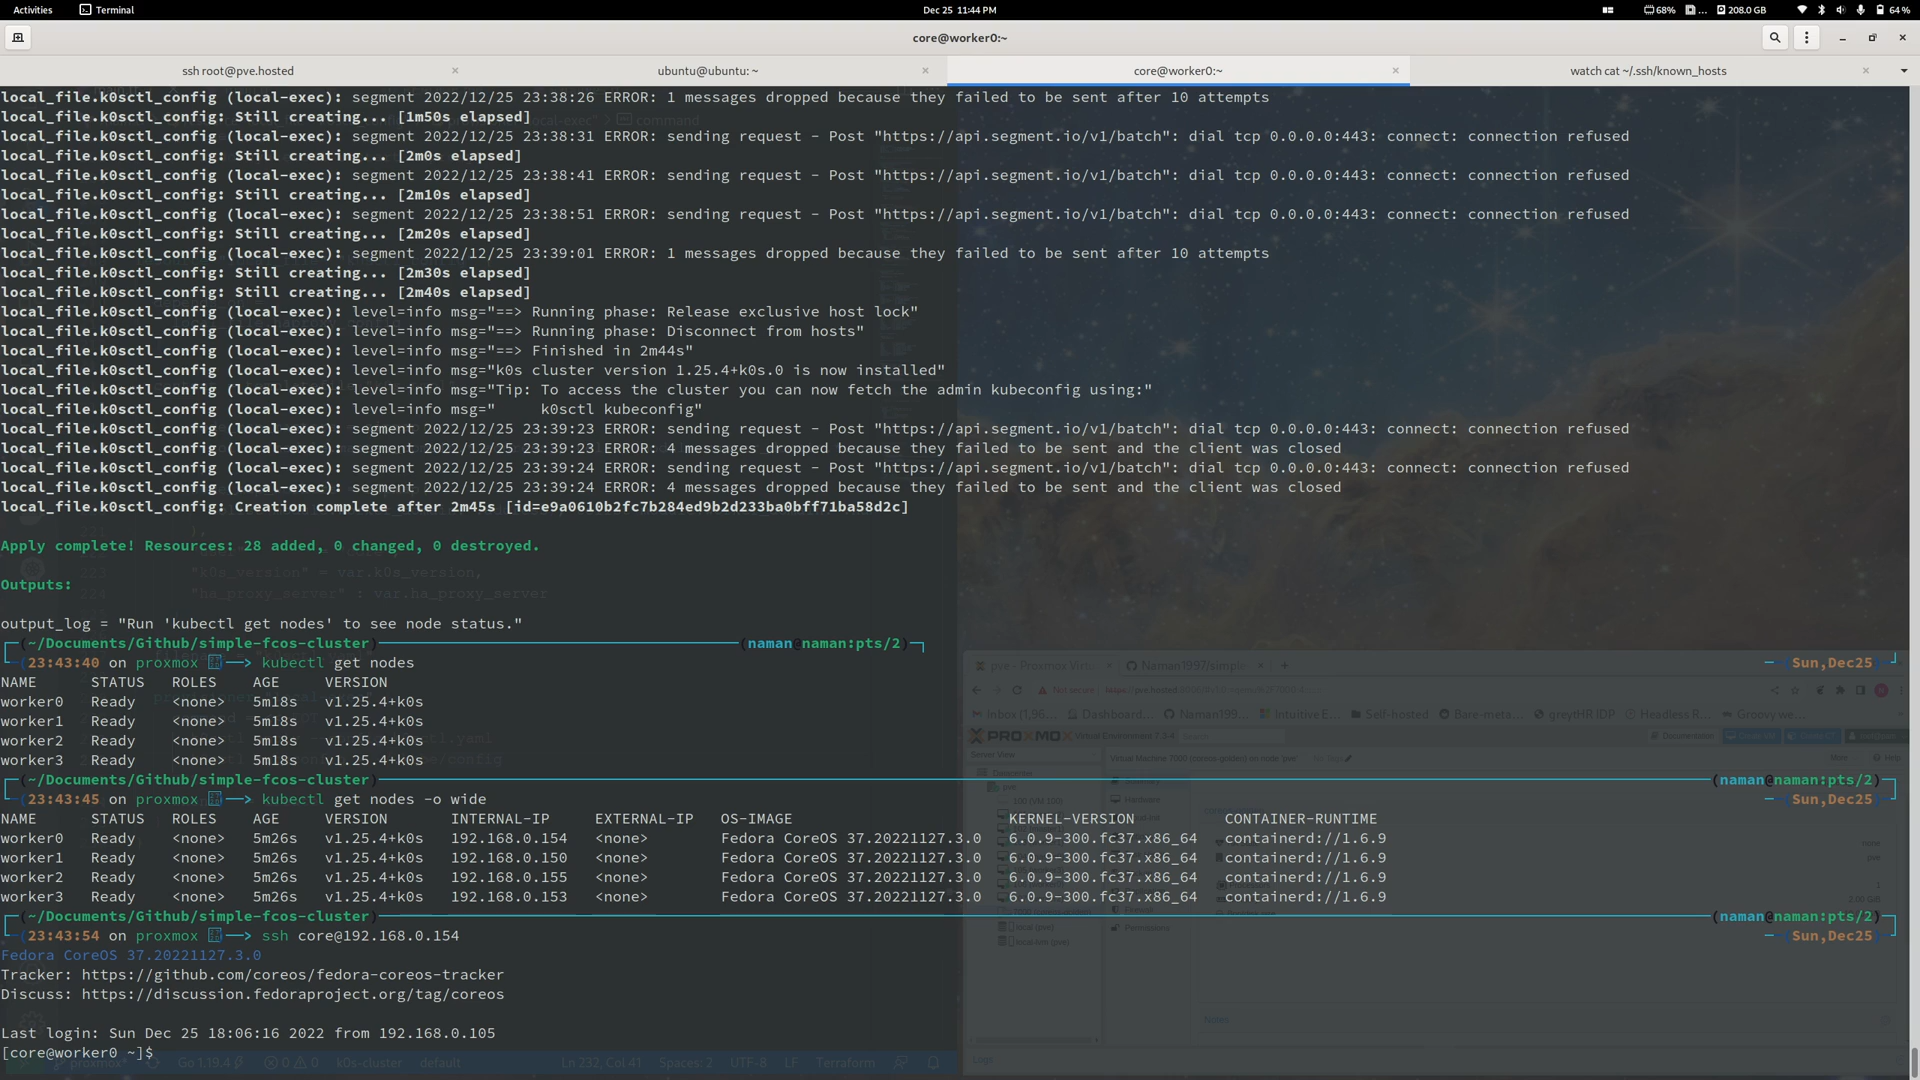 Activities Terminal Dec 25 11:44 PM 68% ... 208.0 GB 64 %
core@worker0:~
ssh root@pve.hosted ubuntu@ubuntu: ~ core@worker0:~ watch cat ~/.ssh/known_hosts
local_file.k0sctl_config (local-exec): segment 2022/12/25 23:38:26 ERROR: 1 messages dropped because they failed to be sent after 10 attempts
local_file.k0sctl_config: Still creating... [1m50s elapsed]
local_file.k0sctl_config (local-exec): segment 2022/12/25 23:38:31 ERROR: sending request - Post "https://api.segment.io/v1/batch": dial tcp 0.0.0.0:443: connect: connection refused
local_file.k0sctl_config: Still creating... [2m0s elapsed]
local_file.k0sctl_config (local-exec): segment 2022/12/25 23:38:41 ERROR: sending request - Post "https://api.segment.io/v1/batch": dial tcp 0.0.0.0:443: connect: connection refused
local_file.k0sctl_config: Still creating... [2m10s elapsed]
local_file.k0sctl_config (local-exec): segment 2022/12/25 23:38:51 ERROR: sending request - Post "https://api.segment.io/v1/batch": dial tcp 0.0.0.0:443: connect: connection refused
local_file.k0sctl_config: Still creating... [2m20s elapsed]
local_file.k0sctl_config (local-exec): segment 2022/12/25 23:39:01 ERROR: 1 messages dropped because they failed to be sent after 10 attempts
local_file.k0sctl_config: Still creating... [2m30s elapsed]
local_file.k0sctl_config: Still creating... [2m40s elapsed]
local_file.k0sctl_config (local-exec): level=info msg="==> Running phase: Release exclusive host lock"
local_file.k0sctl_config (local-exec): level=info msg="==> Running phase: Disconnect from hosts"
local_file.k0sctl_config (local-exec): level=info msg="==> Finished in 2m44s"
local_file.k0sctl_config (local-exec): level=info msg="k0s cluster version 1.25.4+k0s.0 is now installed"
local_file.k0sctl_config (local-exec): level=info msg="Tip: To access the cluster you can now fetch the admin kubeconfig using:"
local_file.k0sctl_config (local-exec): level=info msg="     k0sctl kubeconfig"
local_file.k0sctl_config (local-exec): segment 2022/12/25 23:39:23 ERROR: sending request - Post "https://api.segment.io/v1/batch": dial tcp 0.0.0.0:443: connect: connection refused
local_file.k0sctl_config (local-exec): segment 2022/12/25 23:39:23 ERROR: 4 messages dropped because they failed to be sent and the client was closed
local_file.k0sctl_config (local-exec): segment 2022/12/25 23:39:24 ERROR: sending request - Post "https://api.segment.io/v1/batch": dial tcp 0.0.0.0:443: connect: connection refused
local_file.k0sctl_config (local-exec): segment 2022/12/25 23:39:24 ERROR: 4 messages dropped because they failed to be sent and the client was closed
local_file.k0sctl_config: Creation complete after 2m45s [id=e9a0610b2fc7b284ed9b2d233ba0bff71ba58d2c]
Apply complete! Resources: 28 added, 0 changed, 0 destroyed.
223 "k0s_version" = var.k0s_version,
Outputs:
224 "ha_proxy_server" : var.ha_proxy_server
output_log = "Run 'kubectl get nodes' to see node status."
(~/Documents/Github/simple-fcos-cluster) (naman@naman:pts/2)
(23:43:40 on proxmox --> kubectl get nodes (Sun,Dec25)
NAME STATUS ROLES AGE VERSION
worker0 Ready <none> 5m18s v1.25.4+k0s
worker1 Ready <none> 5m18s v1.25.4+k0s
worker2 Ready <none> 5m18s v1.25.4+k0s
worker3 Ready <none> 5m18s v1.25.4+k0s
(~/Documents/Github/simple-fcos-cluster) (naman@naman:pts/2)
(23:43:45 on proxmox --> kubectl get nodes -o wide (Sun,Dec25)
NAME STATUS ROLES AGE VERSION INTERNAL-IP EXTERNAL-IP OS-IMAGE KERNEL-VERSION CONTAINER-RUNTIME
worker0 Ready <none> 5m26s v1.25.4+k0s 192.168.0.154 <none> Fedora CoreOS 37.20221127.3.0 6.0.9-300.fc37.x86_64 containerd://1.6.9
worker1 Ready <none> 5m26s v1.25.4+k0s 192.168.0.150 <none> Fedora CoreOS 37.20221127.3.0 6.0.9-300.fc37.x86_64 containerd://1.6.9
worker2 Ready <none> 5m26s v1.25.4+k0s 192.168.0.155 <none> Fedora CoreOS 37.20221127.3.0 6.0.9-300.fc37.x86_64 containerd://1.6.9
worker3 Ready <none> 5m26s v1.25.4+k0s 192.168.0.153 <none> Fedora CoreOS 37.20221127.3.0 6.0.9-300.fc37.x86_64 containerd://1.6.9
(~/Documents/Github/simple-fcos-cluster) (naman@naman:pts/2)
(23:43:54 on proxmox --> ssh core@192.168.0.154 (Sun,Dec25)
Fedora CoreOS 37.20221127.3.0
Tracker: https://github.com/coreos/fedora-coreos-tracker
Discuss: https://discussion.fedoraproject.org/tag/coreos
Last login: Sun Dec 25 18:06:16 2022 from 192.168.0.105
[core@worker0 ~]$
proxmox* Go 1.19.4 0 0 k0s-cluster default Ln 232, Col 41 Spaces: 2 UTF-8 LF Terraform